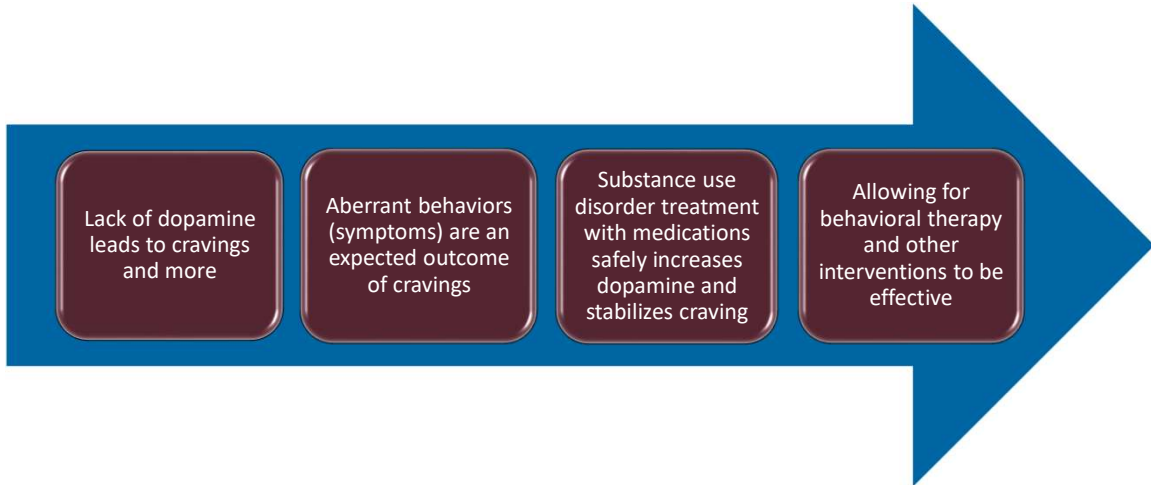 Lack of dopamine
leads to cravings
and more
Aberrant behaviors
(symptoms) are an
expected outcome
of cravings
Substance use
disorder treatment
with medications
safely increases
dopamine and
stabilizes craving
Allowing for
behavioral therapy
and other
interventions to be
effective